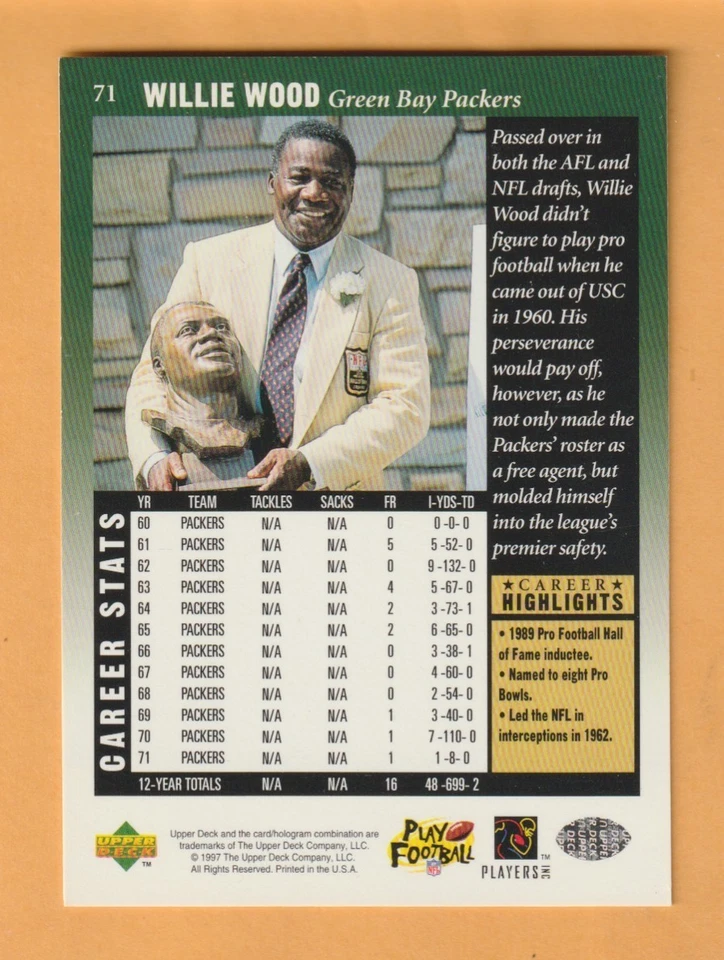 71 WILLIE WOOD Green Bay Packers
Passed over in
both the AFL and
NFL drafts, Willie
Wood didn't
figure to play pro
football when he
came out of USC
in 1960. His
perseverance
would pay off,
however, as he
not only made the
Packers' roster as
a free agent, but
molded himself
into the league's
premier safety.
CAREER STATS
YR TEAM TACKLES SACKS FR I-YDS-TD
60 PACKERS N/A N/A 0 0 -0- 0
61 PACKERS N/A N/A 5 5 -52- 0
62 PACKERS N/A N/A 0 9 -132- 0
63 PACKERS N/A N/A 4 5 -67- 0
64 PACKERS N/A N/A 2 3 -73- 1
65 PACKERS N/A N/A 2 6 -65- 0
66 PACKERS N/A N/A 0 3 -38- 1
67 PACKERS N/A N/A 0 4 -60- 0
68 PACKERS N/A N/A 0 2 -54- 0
69 PACKERS N/A N/A 1 3 -40- 0
70 PACKERS N/A N/A 1 7 -110- 0
71 PACKERS N/A N/A 1 1 -8- 0
12-YEAR TOTALS N/A N/A 16 48 -699- 2
★CAREER★
HIGHLIGHTS
• 1989 Pro Football Hall
of Fame inductee.
• Named to eight Pro
Bowls.
• Led the NFL in
interceptions in 1962.
UPPER
DECK
TM
Upper Deck and the card/hologram combination are
trademarks of The Upper Deck Company, LLC.
© 1997 The Upper Deck Company, LLC.
All Rights Reserved. Printed in the U.S.A.
PLAY
FOOTBALL
NFL
TM
PLAYERS INC
UPPER DECK